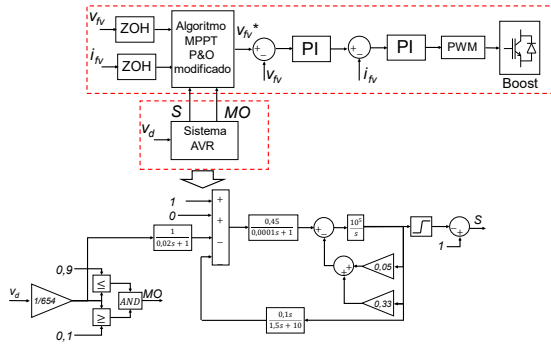 v_fv
ZOH
i_fv
ZOH
Algoritmo
MPPT
P&O
modificado
v_fv*
+
−
v_fv
PI
+
−
i_fv
PI
PWM
Boost
S
MO
v_d
Sistema
AVR
1
0
+
+
−
−
1
0,02s + 1
0,45
0,0001s + 1
+
−
10⁵
s
−
+
1
S
0,05
+
+
0,33
0,1s
1,5s + 10
0,9
v_d
1/654
≤
≥
AND
MO
0,1